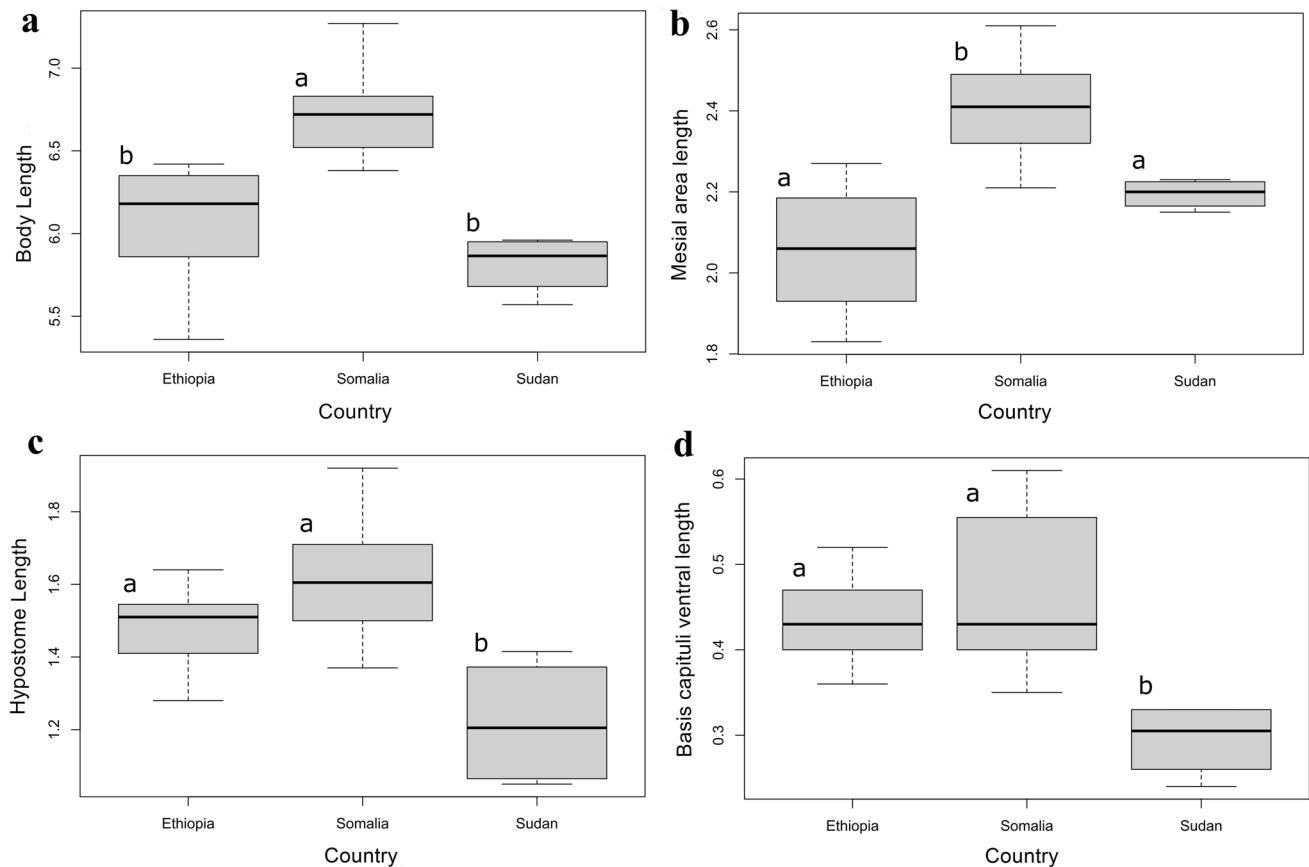 a
Body Length
7.0
6.5
6.0
5.5
b
a
b
Ethiopia
Somalia
Sudan
Country
b
Mesial area length
2.6
2.4
2.2
2.0
1.8
a
b
a
Ethiopia
Somalia
Sudan
Country
c
Hypostome Length
1.8
1.6
1.4
1.2
a
a
b
Ethiopia
Somalia
Sudan
Country
d
Basis capituli ventral length
0.6
0.5
0.4
0.3
a
a
b
Ethiopia
Somalia
Sudan
Country